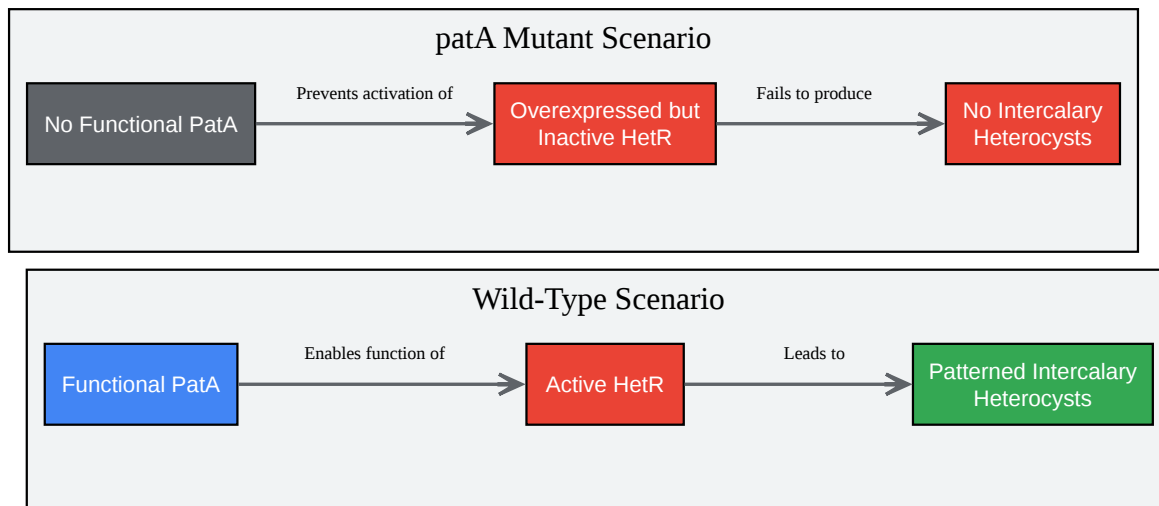 patA Mutant Scenario
No Functional PatA
Prevents activation of
Overexpressed but
Inactive HetR
Fails to produce
No Intercalary
Heterocysts
Wild-Type Scenario
Functional PatA
Enables function of
Active HetR
Leads to
Patterned Intercalary
Heterocysts